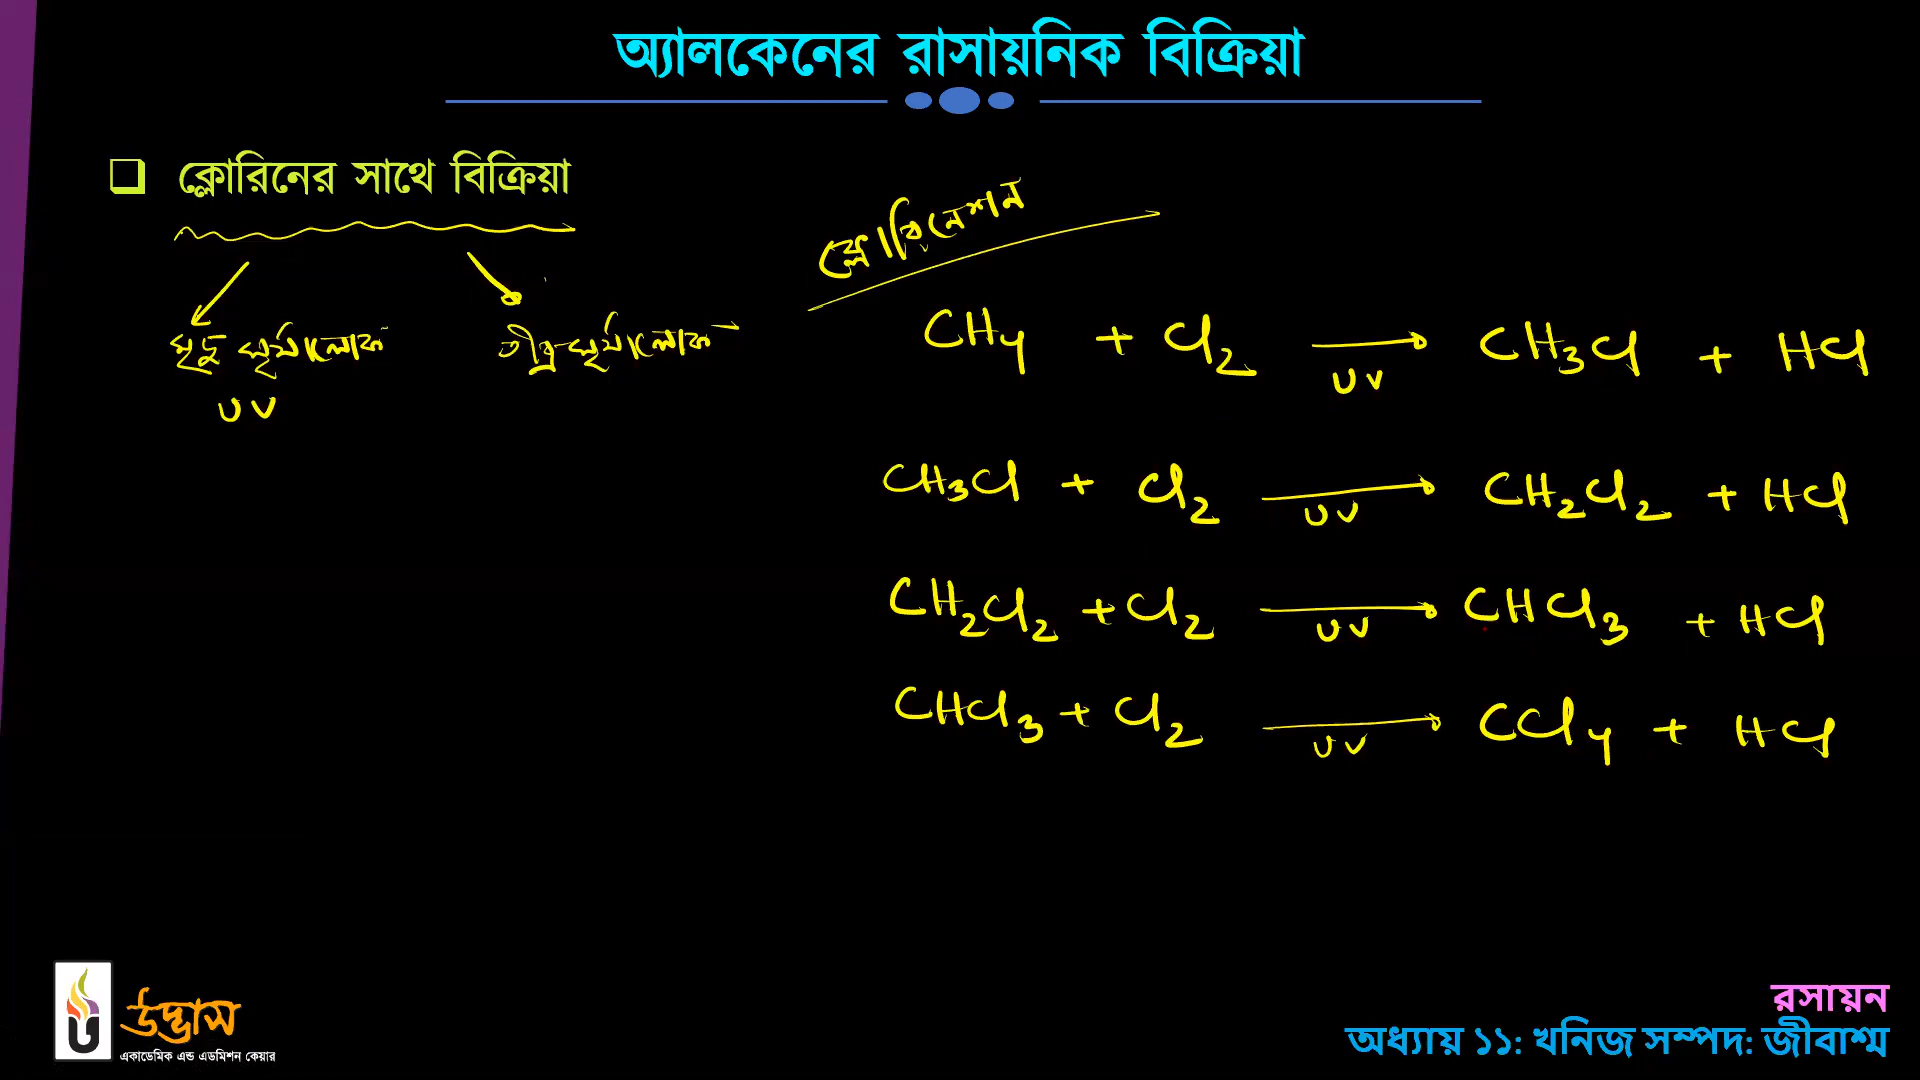 অ্যালকেনের রাসায়নিক বিক্রিয়া
ক্লোরিনের সাথে বিক্রিয়া
মৃদু সূর্যালোক
UV
তীব্র সূর্যালোক
ক্লোরিনেশন
CH4 + Cl2 → CH3Cl + HCl
UV
CH3Cl + Cl2 → CH2Cl2 + HCl
UV
CH2Cl2 + Cl2 → CHCl3 + HCl
UV
CHCl3 + Cl2 → CCl4 + HCl
UV
উদ্ভাস
একাডেমিক এন্ড এডমিশন কেয়ার
রসায়ন
অধ্যায় ১১: খনিজ সম্পদ: জীবাশ্ম